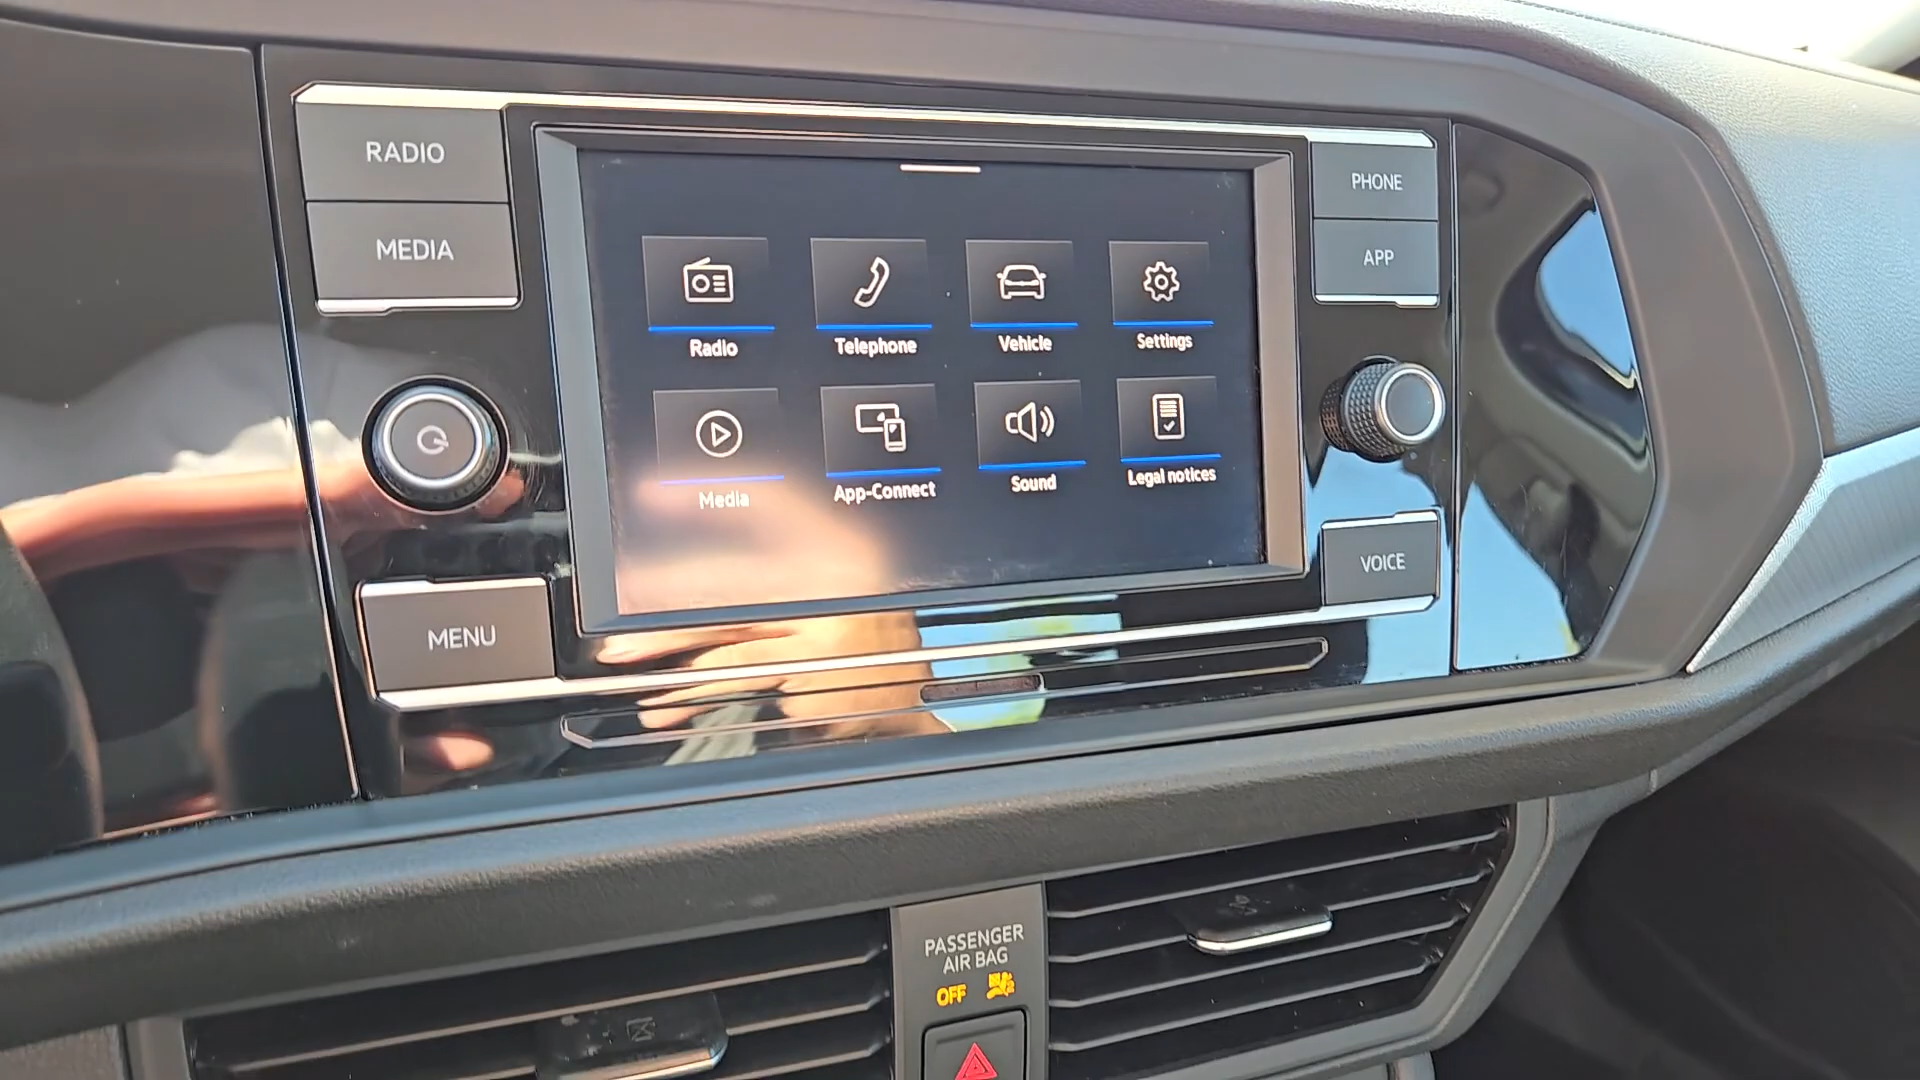 RADIO
MEDIA
MENU
Radio
Telephone
Vehicle
Settings
Media
App-Connect
Sound
Legal notices
PHONE
APP
VOICE
PASSENGER
AIR BAG
OFF